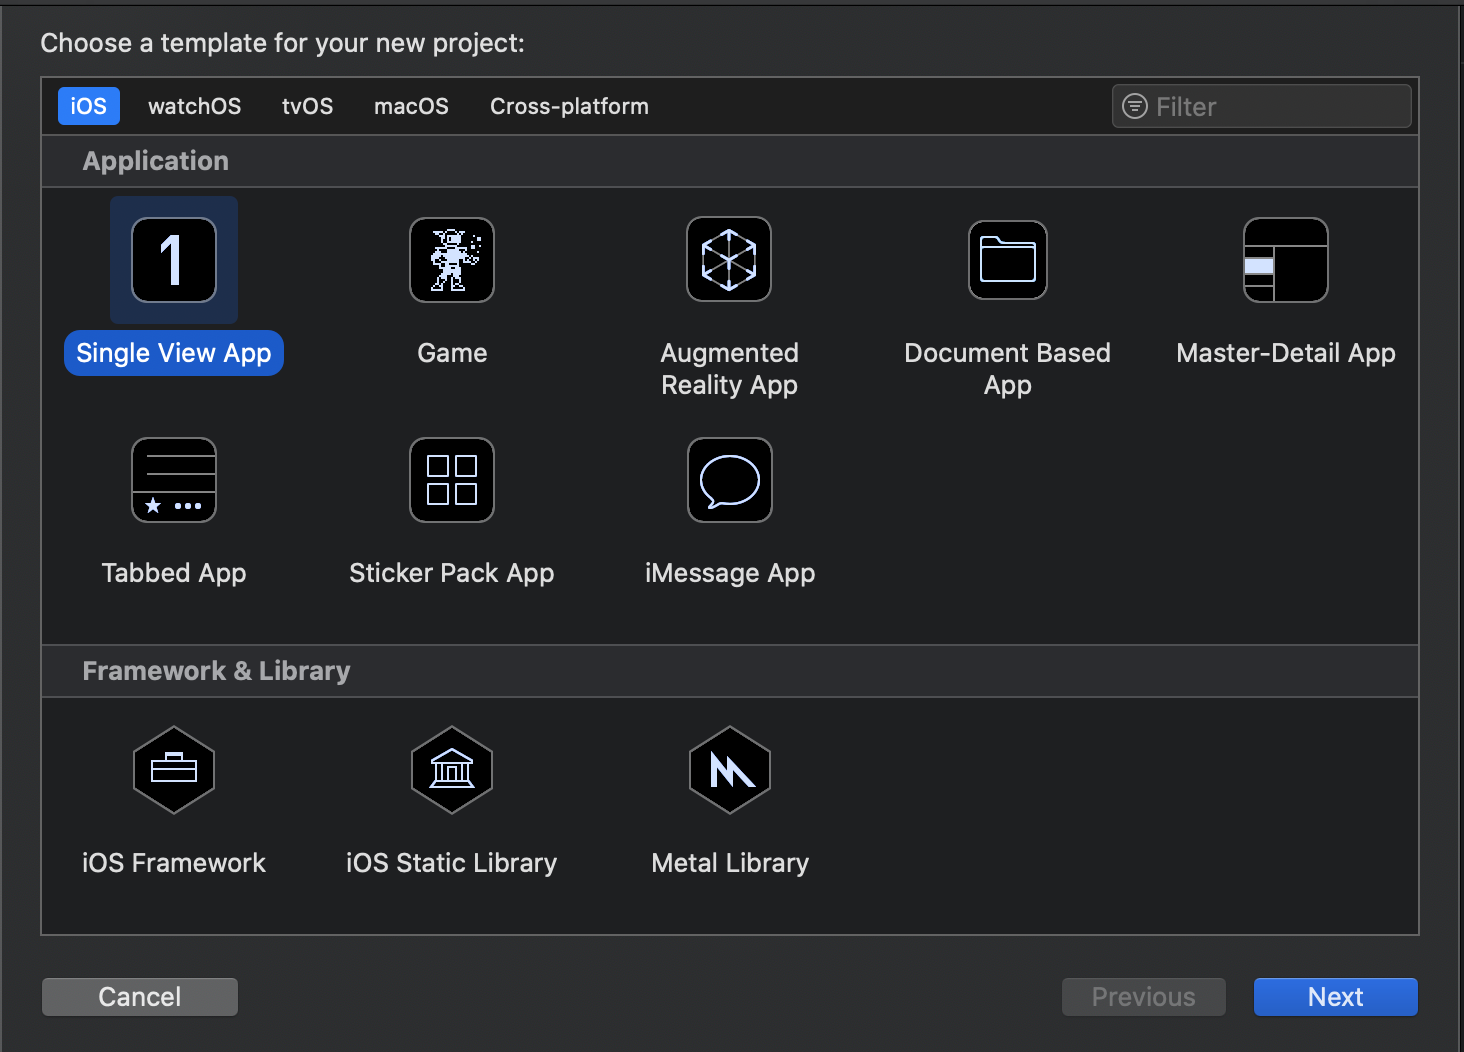 Choose a template for your new project:
iOS watchOS tvOS macOS Cross-platform Filter
Application
1
Single View App Game Augmented Reality App Document Based App Master-Detail App
Tabbed App Sticker Pack App iMessage App
Framework & Library
iOS Framework iOS Static Library Metal Library
Cancel Previous Next